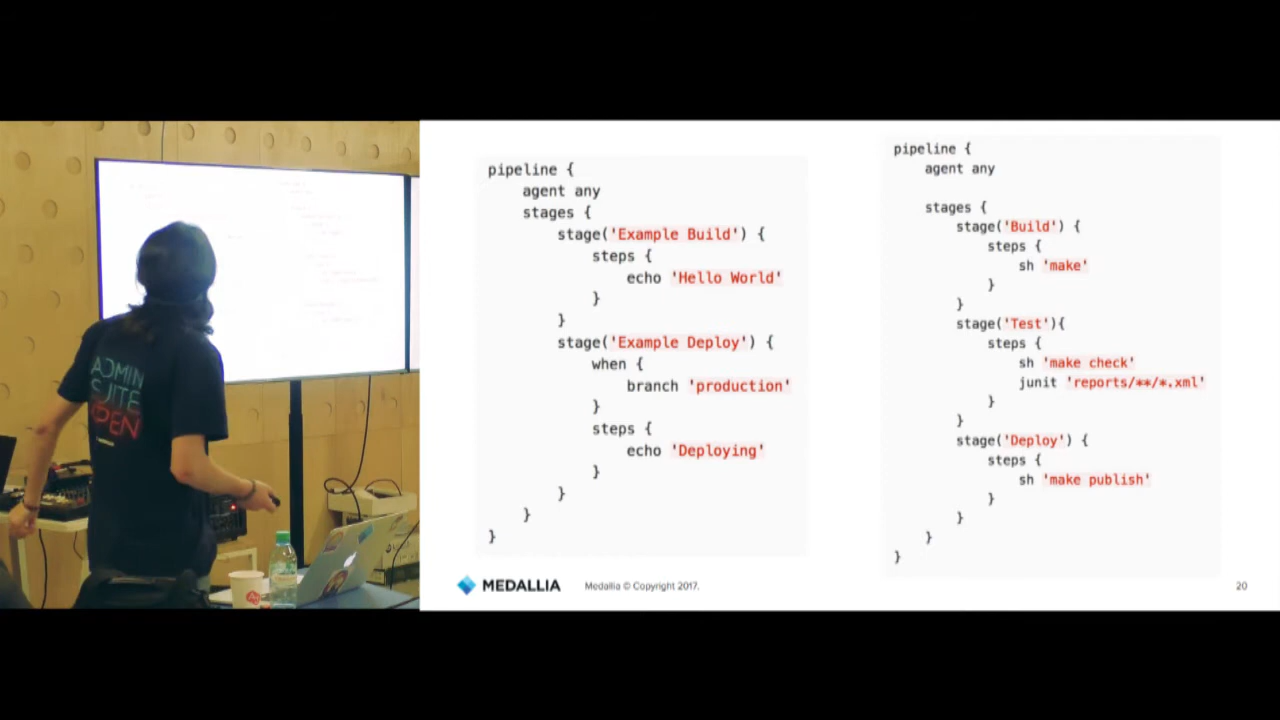 ADMIN
SUITE
OPEN
pipeline {
    agent any
    stages {
        stage('Example Build') {
            steps {
                echo 'Hello World'
            }
        }
        stage('Example Deploy') {
            when {
                branch 'production'
            }
            steps {
                echo 'Deploying'
            }
        }
    }
}
pipeline {
    agent any
    stages {
        stage('Build') {
            steps {
                sh 'make'
            }
        }
        stage('Test'){
            steps {
                sh 'make check'
                junit 'reports/**/*.xml'
            }
        }
        stage('Deploy') {
            steps {
                sh 'make publish'
            }
        }
    }
}
MEDALLIA
Medallia © Copyright 2017.
20